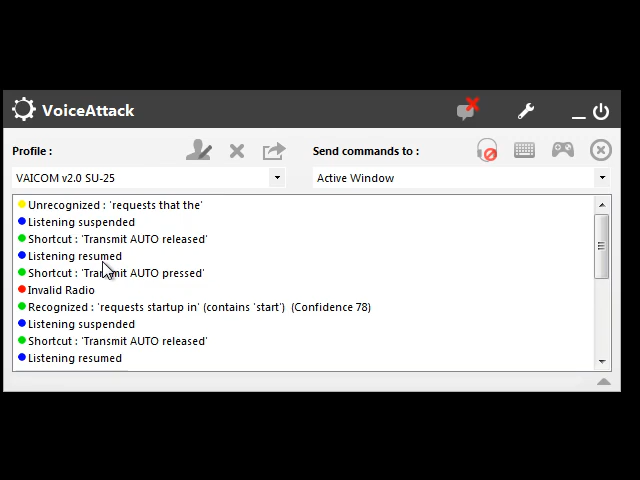 VoiceAttack
Profile :
Send commands to :
VAICOM v2.0 SU-25
Active Window
Unrecognized : 'requests that the'
Listening suspended
Shortcut : 'Transmit AUTO released'
Listening resumed
Shortcut : 'Transmit AUTO pressed'
Invalid Radio
Recognized : 'requests startup in' (contains 'start')  (Confidence 78)
Listening suspended
Shortcut : 'Transmit AUTO released'
Listening resumed